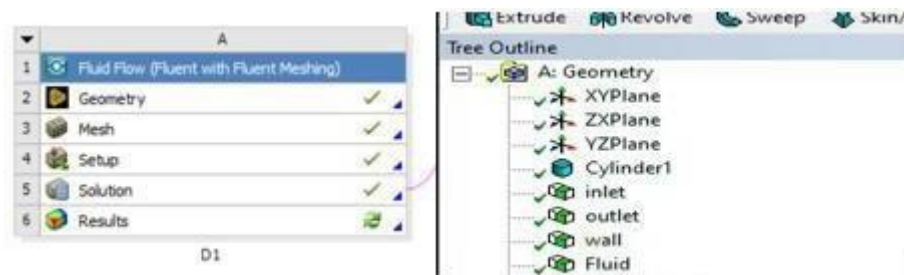 A
1 Fluid Flow (Fluent with Fluent Meshing)
2 Geometry
3 Mesh
4 Setup
5 Solution
6 Results
D1
Extrude Revolve Sweep Skin/
Tree Outline
A: Geometry
XYPlane
ZXPlane
YZPlane
Cylinder1
inlet
outlet
wall
Fluid